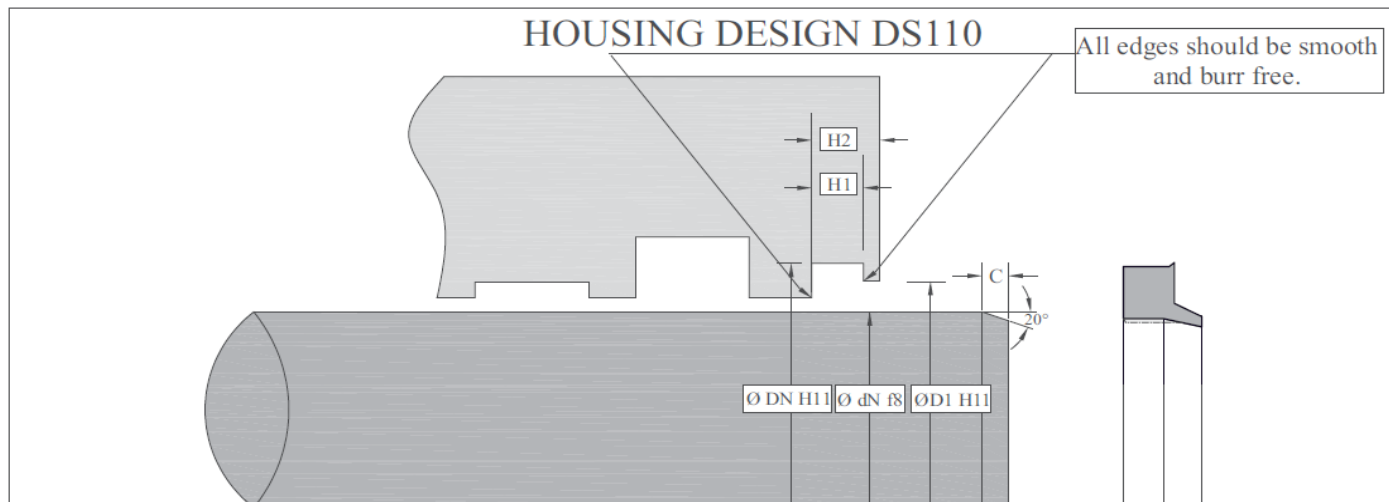 HOUSING DESIGN DS110
All edges should be smooth
and burr free.
H2
H1
C
20°
Ø DN H11
Ø dN f8
ØD1 H11